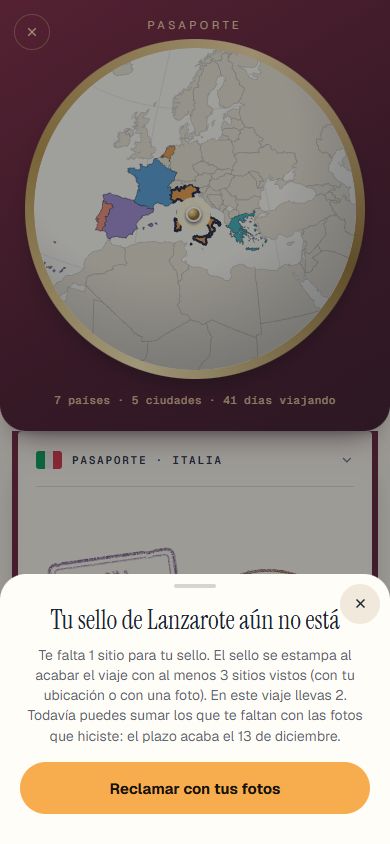 PASAPORTE
7 países · 5 ciudades · 41 días viajando
PASAPORTE · ITALIA
Tu sello de Lanzarote aún no está
Te falta 1 sitio para tu sello. El sello se estampa al
acabar el viaje con al menos 3 sitios vistos (con tu
ubicación o con una foto). En este viaje llevas 2.
Todavía puedes sumar los que te faltan con las fotos
que hiciste: el plazo acaba el 13 de diciembre.
Reclamar con tus fotos